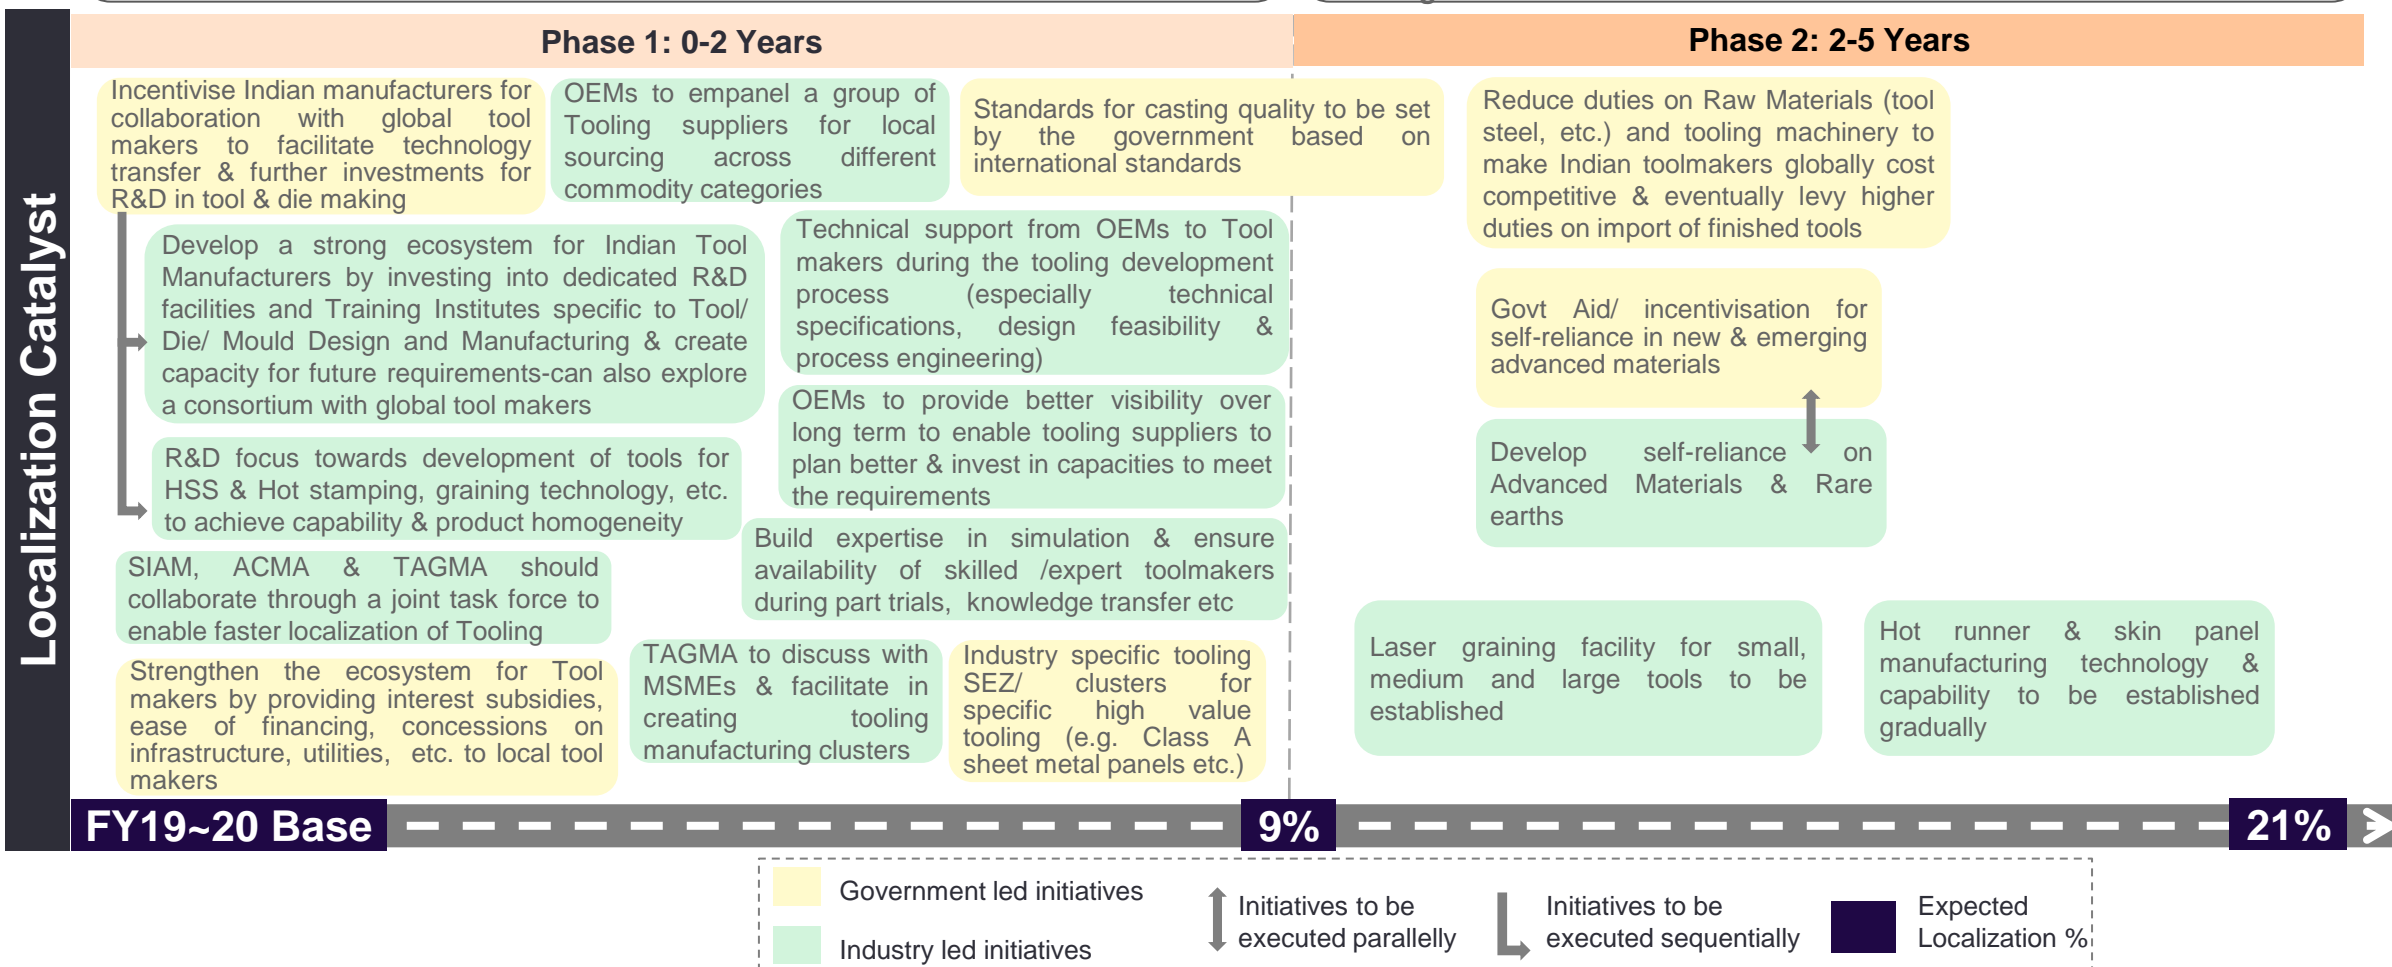 Localization Catalyst
Phase 1: 0-2 Years
Phase 2: 2-5 Years
Incentivise Indian manufacturers for
collaboration with global tool
makers to facilitate technology
transfer & further investments for
R&D in tool & die making
OEMs to empanel a group of
Tooling suppliers for local
sourcing across different
commodity categories
Standards for casting quality to be set
by the government based on
international standards
Reduce duties on Raw Materials (tool
steel, etc.) and tooling machinery to
make Indian toolmakers globally cost
competitive & eventually levy higher
duties on import of finished tools
Develop a strong ecosystem for Indian Tool
Manufacturers by investing into dedicated R&D
facilities and Training Institutes specific to Tool/
Die/ Mould Design and Manufacturing & create
capacity for future requirements-can also explore
a consortium with global tool makers
Technical support from OEMs to Tool
makers during the tooling development
process (especially technical
specifications, design feasibility &
process engineering)
Govt Aid/ incentivisation for
self-reliance in new & emerging
advanced materials
OEMs to provide better visibility over
long term to enable tooling suppliers to
plan better & invest in capacities to meet
the requirements
Develop self-reliance on
Advanced Materials & Rare
earths
R&D focus towards development of tools for
HSS & Hot stamping, graining technology, etc.
to achieve capability & product homogeneity
Build expertise in simulation & ensure
availability of skilled /expert toolmakers
during part trials, knowledge transfer etc
SIAM, ACMA & TAGMA should
collaborate through a joint task force to
enable faster localization of Tooling
Strengthen the ecosystem for Tool
makers by providing interest subsidies,
ease of financing, concessions on
infrastructure, utilities, etc. to local tool
makers
TAGMA to discuss with
MSMEs & facilitate in
creating tooling
manufacturing clusters
Industry specific tooling
SEZ/ clusters for
specific high value
tooling (e.g. Class A
sheet metal panels etc.)
Laser graining facility for small,
medium and large tools to be
established
Hot runner & skin panel
manufacturing technology &
capability to be established
gradually
FY19~20 Base
9%
21%
Government led initiatives
Industry led initiatives
Initiatives to be
executed parallelly
Initiatives to be
executed sequentially
Expected
Localization %